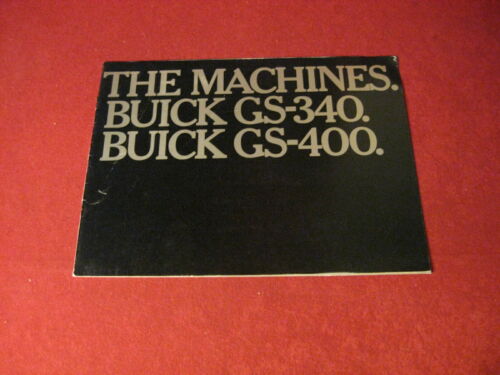 THE MACHINES.
BUICK GS-340.
BUICK GS-400.